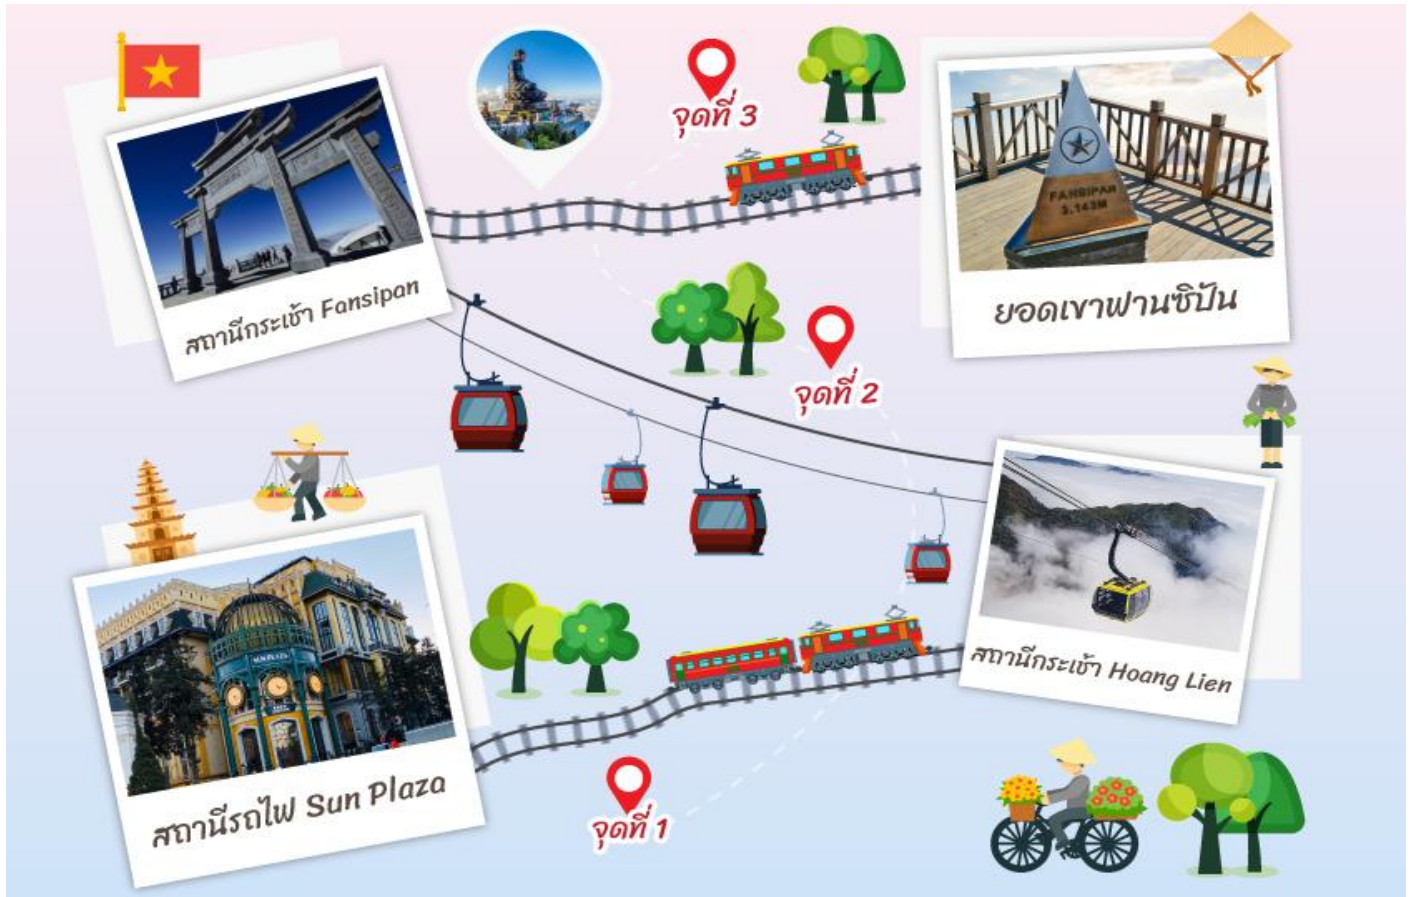 จุดที่ 3
สถานีกระเช้า Fansipan
FANSIPAN
3.143M
ยอดเขาฟานซิปัน
จุดที่ 2
สถานีกระเช้า Hoang Lien
SUN PLAZA
สถานีรถไฟ Sun Plaza
จุดที่ 1